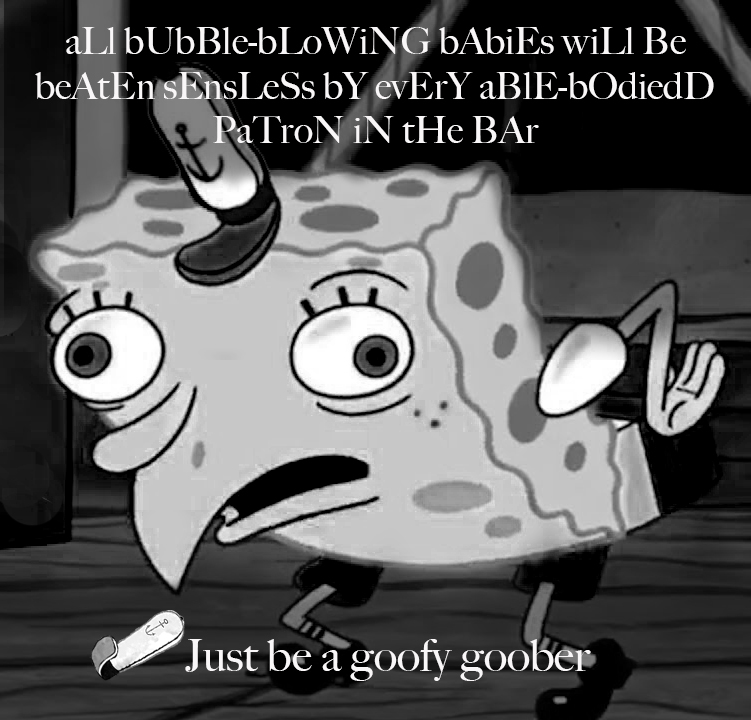 aLl bUbBle-bLoWiNG bAbiEs wiLl Be
beAtEn sEnsLeSs bY evErY aBlE-bOdiedD
PaTroN iN tHe BAr
Just be a goofy goober